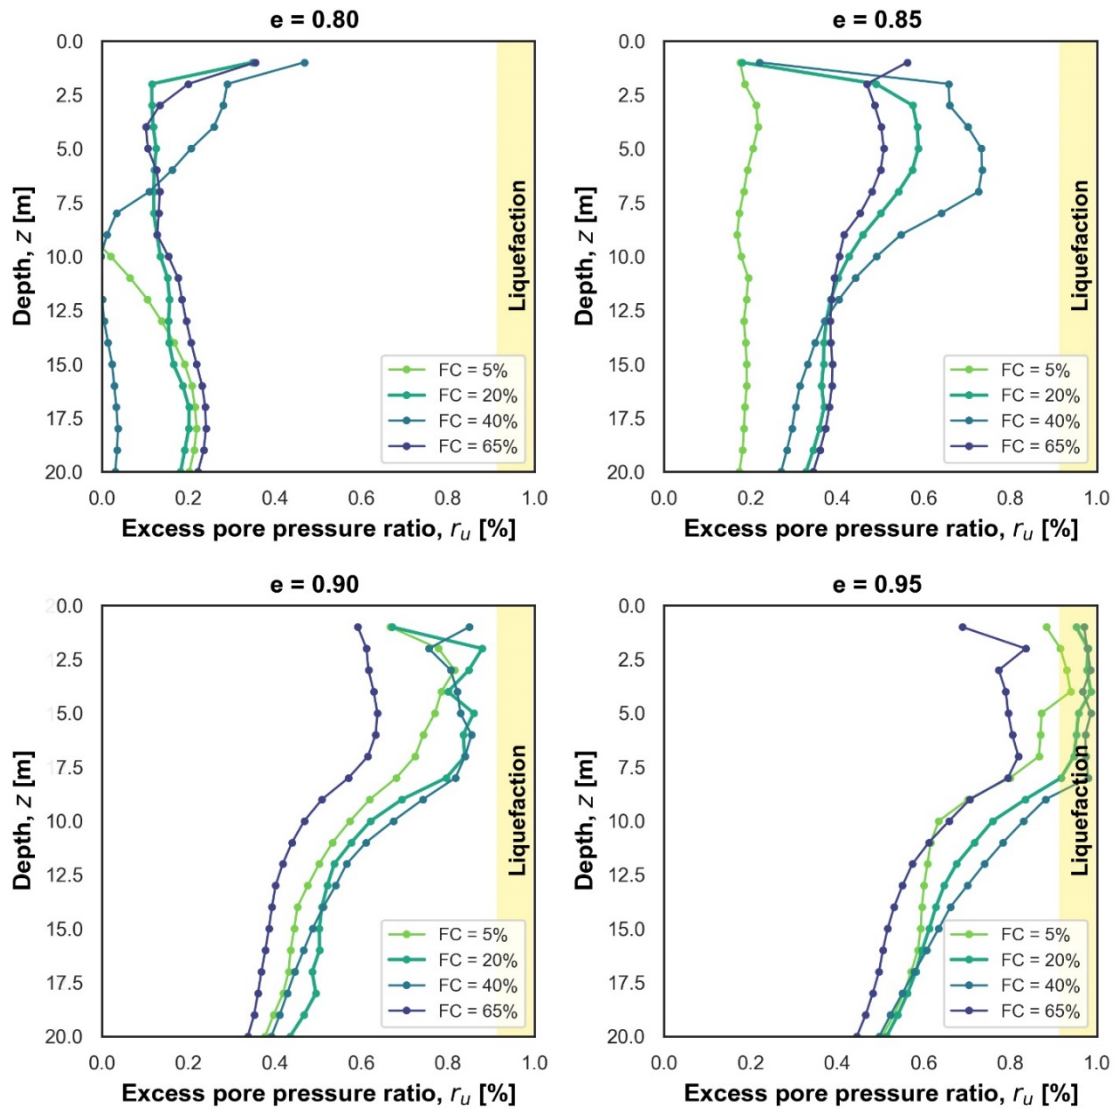 e = 0.80
0.0
2.5
5.0
7.5
10.0
12.5
15.0
17.5
20.0
Depth, z [m]
Liquefaction
FC = 5%
FC = 20%
FC = 40%
FC = 65%
0.0 0.2 0.4 0.6 0.8 1.0
Excess pore pressure ratio, ru [%]
e = 0.85
0.0
2.5
5.0
7.5
10.0
12.5
15.0
17.5
20.0
Depth, z [m]
Liquefaction
FC = 5%
FC = 20%
FC = 40%
FC = 65%
0.0 0.2 0.4 0.6 0.8 1.0
Excess pore pressure ratio, ru [%]
e = 0.90
0.0
2.5
5.0
7.5
10.0
12.5
15.0
17.5
20.0
Depth, z [m]
Liquefaction
FC = 5%
FC = 20%
FC = 40%
FC = 65%
0.0 0.2 0.4 0.6 0.8 1.0
Excess pore pressure ratio, ru [%]
e = 0.95
0.0
2.5
5.0
7.5
10.0
12.5
15.0
17.5
20.0
Depth, z [m]
Liquefaction
FC = 5%
FC = 20%
FC = 40%
FC = 65%
0.0 0.2 0.4 0.6 0.8 1.0
Excess pore pressure ratio, ru [%]